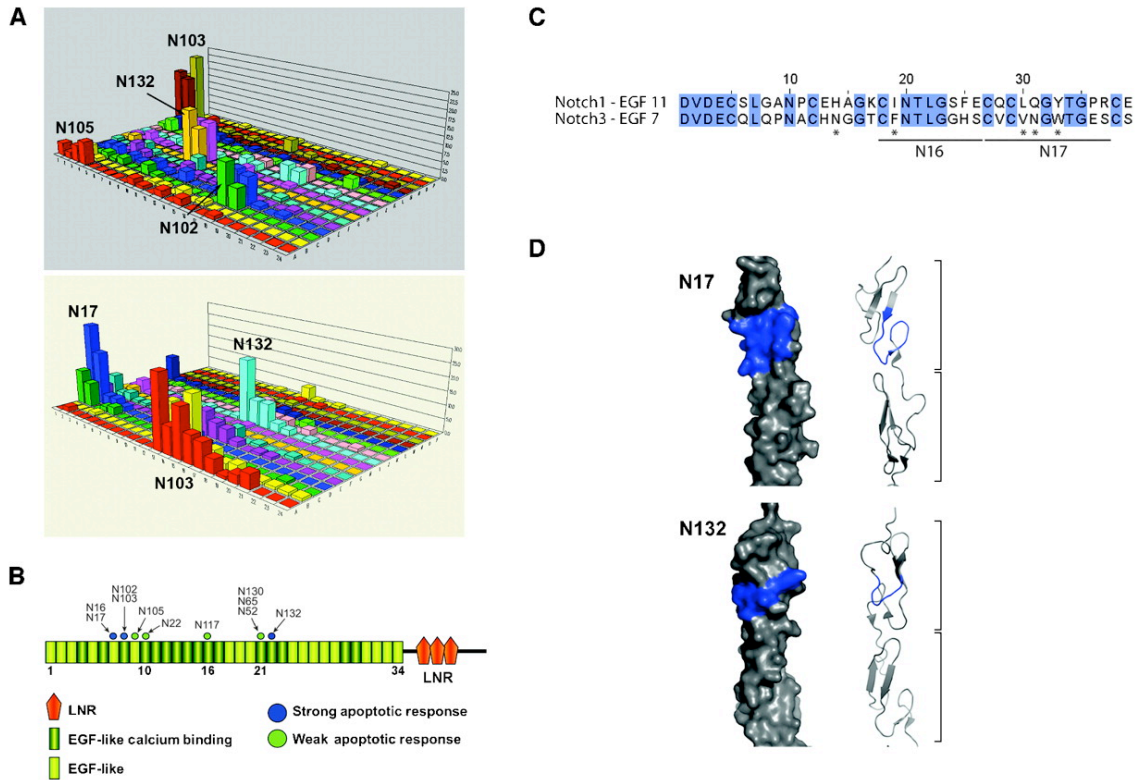 A
N103
N132
N105
N102
N17
N132
N103
B
N16
N17
N102
N103
N105
N22
N117
N130
N65
N52
N132
1
10
16
21
34
LNR
LNR
EGF-like calcium binding
EGF-like
Strong apoptotic response
Weak apoptotic response
C
10 20 30
Notch1 - EGF 11 DVDECSLGANPCEHAGKCINTLGSFECQCLQGYTGPRCE
Notch3 - EGF 7 DVDECQLQPNACHNGGTCFNTLGGHSCVCVNGWTGESCS
* * * * *
N16 N17
D
N17
N132